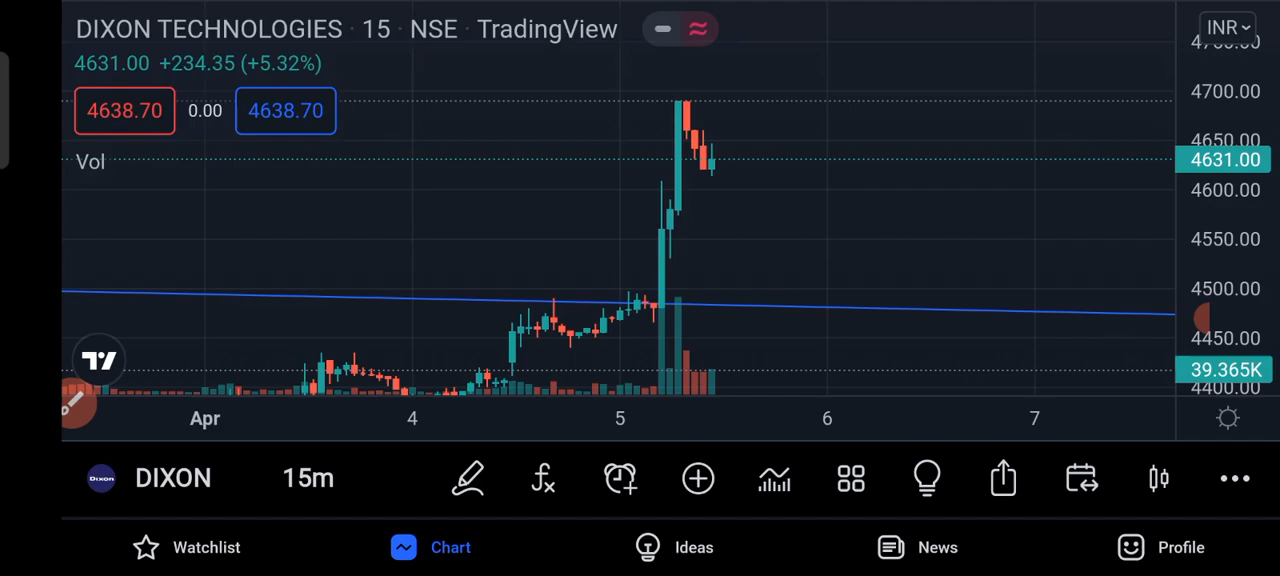 DIXON TECHNOLOGIES · 15 · NSE · TradingView
INR
4631.00 +234.35 (+5.32%)
4638.70 0.00 4638.70
Vol
4700.00
4650.00
4631.00
4600.00
4550.00
4500.00
4450.00
39.365K
4400.00
Apr 4 5 6 7
Dixon DIXON 15m
Watchlist Chart Ideas News Profile